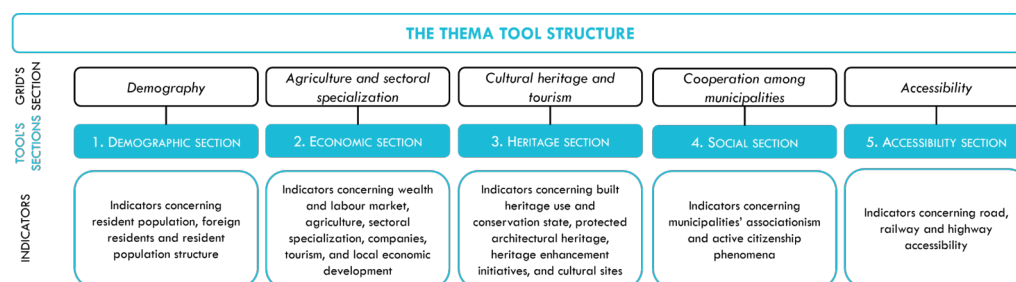 THE THEMA TOOL STRUCTURE
GRID'S
SECTION
Demography
Agriculture and sectoral
specialization
Cultural heritage and
tourism
Cooperation among
municipalities
Accessibility
TOOL'S
SECTIONS
1. DEMOGRAPHIC SECTION
2. ECONOMIC SECTION
3. HERITAGE SECTION
4. SOCIAL SECTION
5. ACCESSIBILITY SECTION
INDICATORS
Indicators concerning
resident population, foreign
residents and resident
population structure
Indicators concerning wealth
and labour market,
agriculture, sectoral
specialization, companies,
tourism, and local economic
development
Indicators concerning built
heritage use and
conservation state, protected
architectural heritage,
heritage enhancement
initiatives, and cultural sites
Indicators concerning
municipalities' associationism
and active citizenship
phenomena
Indicators concerning road,
railway and highway
accessibility